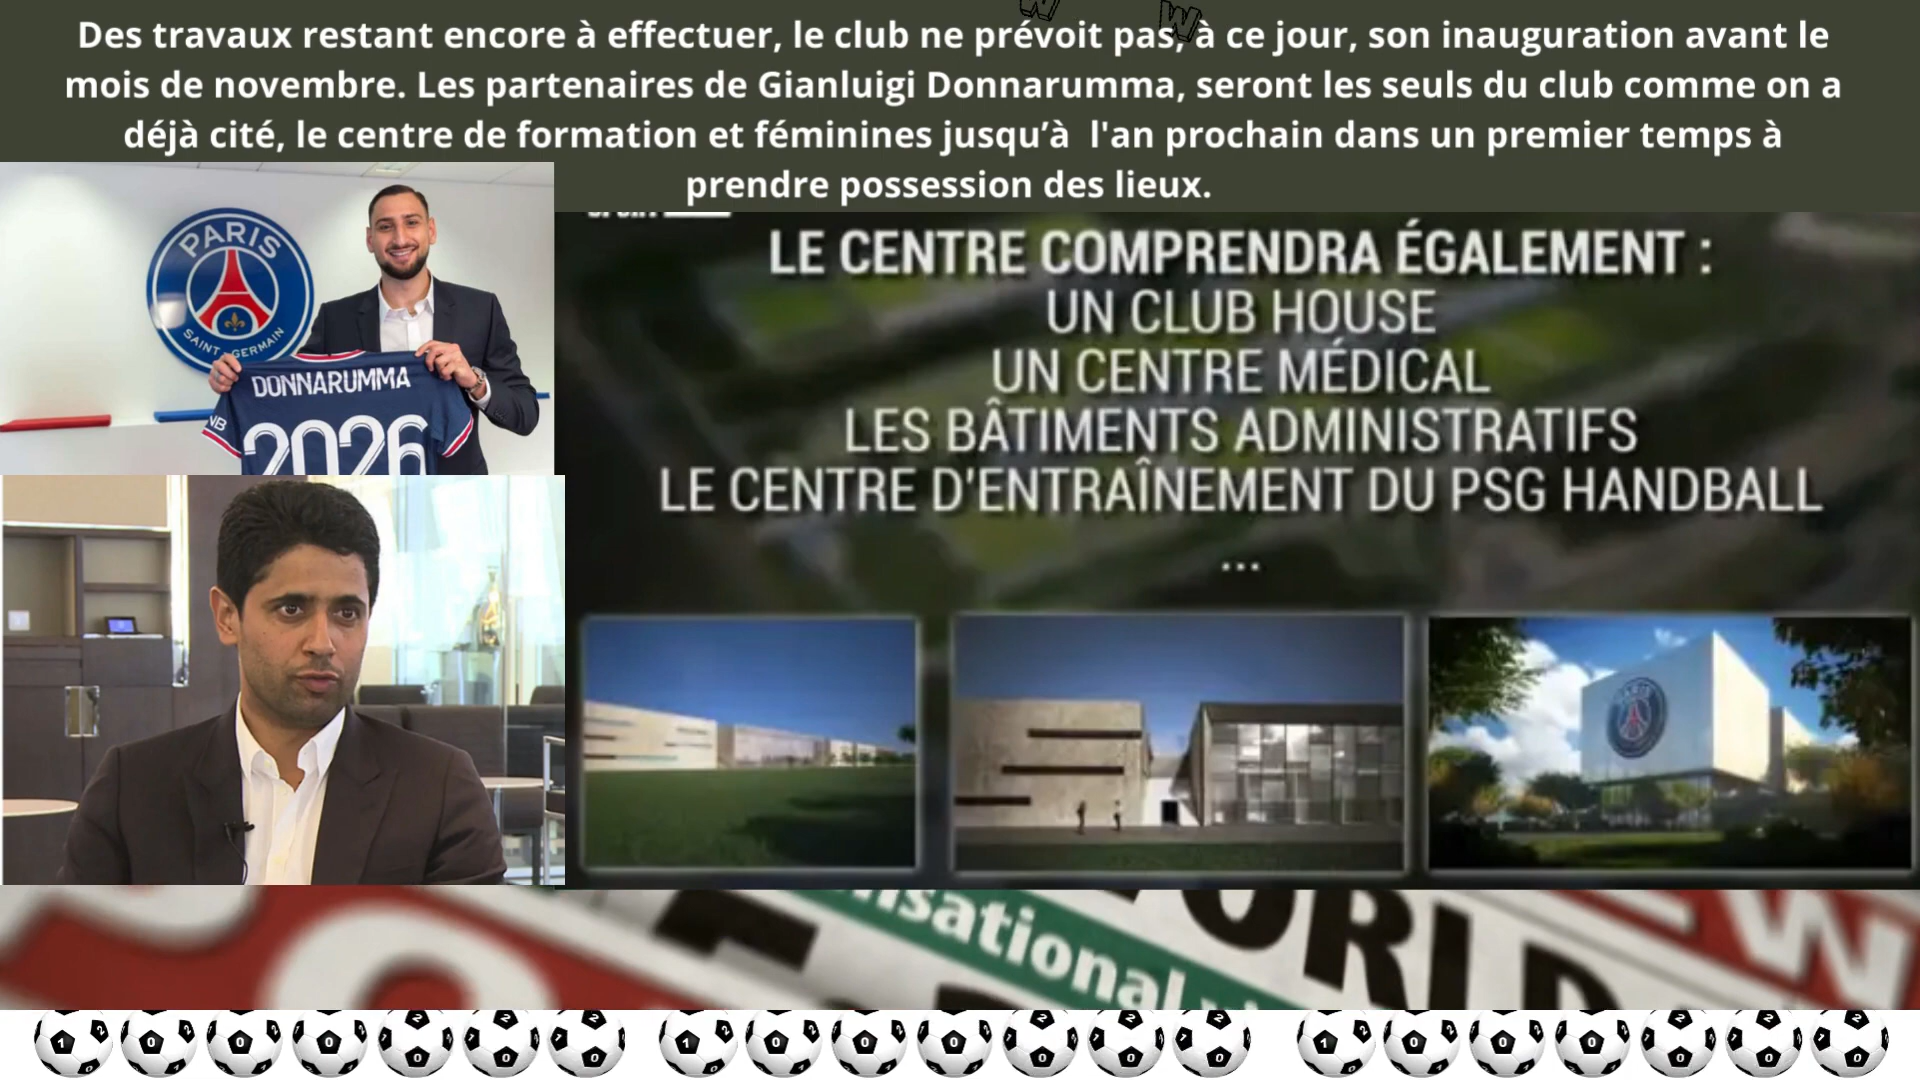 Des travaux restant encore à effectuer, le club ne prévoit pas, à ce jour, son inauguration avant le
mois de novembre. Les partenaires de Gianluigi Donnarumma, seront les seuls du club comme on a
déjà cité, le centre de formation et féminines jusqu’à  l'an prochain dans un premier temps à
prendre possession des lieux.
PARIS
SAINT-GERMAIN
DONNARUMMA
2026
LE CENTRE COMPRENDRA ÉGALEMENT :
UN CLUB HOUSE
UN CENTRE MÉDICAL
LES BÂTIMENTS ADMINISTRATIFS
LE CENTRE D'ENTRAÎNEMENT DU PSG HANDBALL
...
PARIS